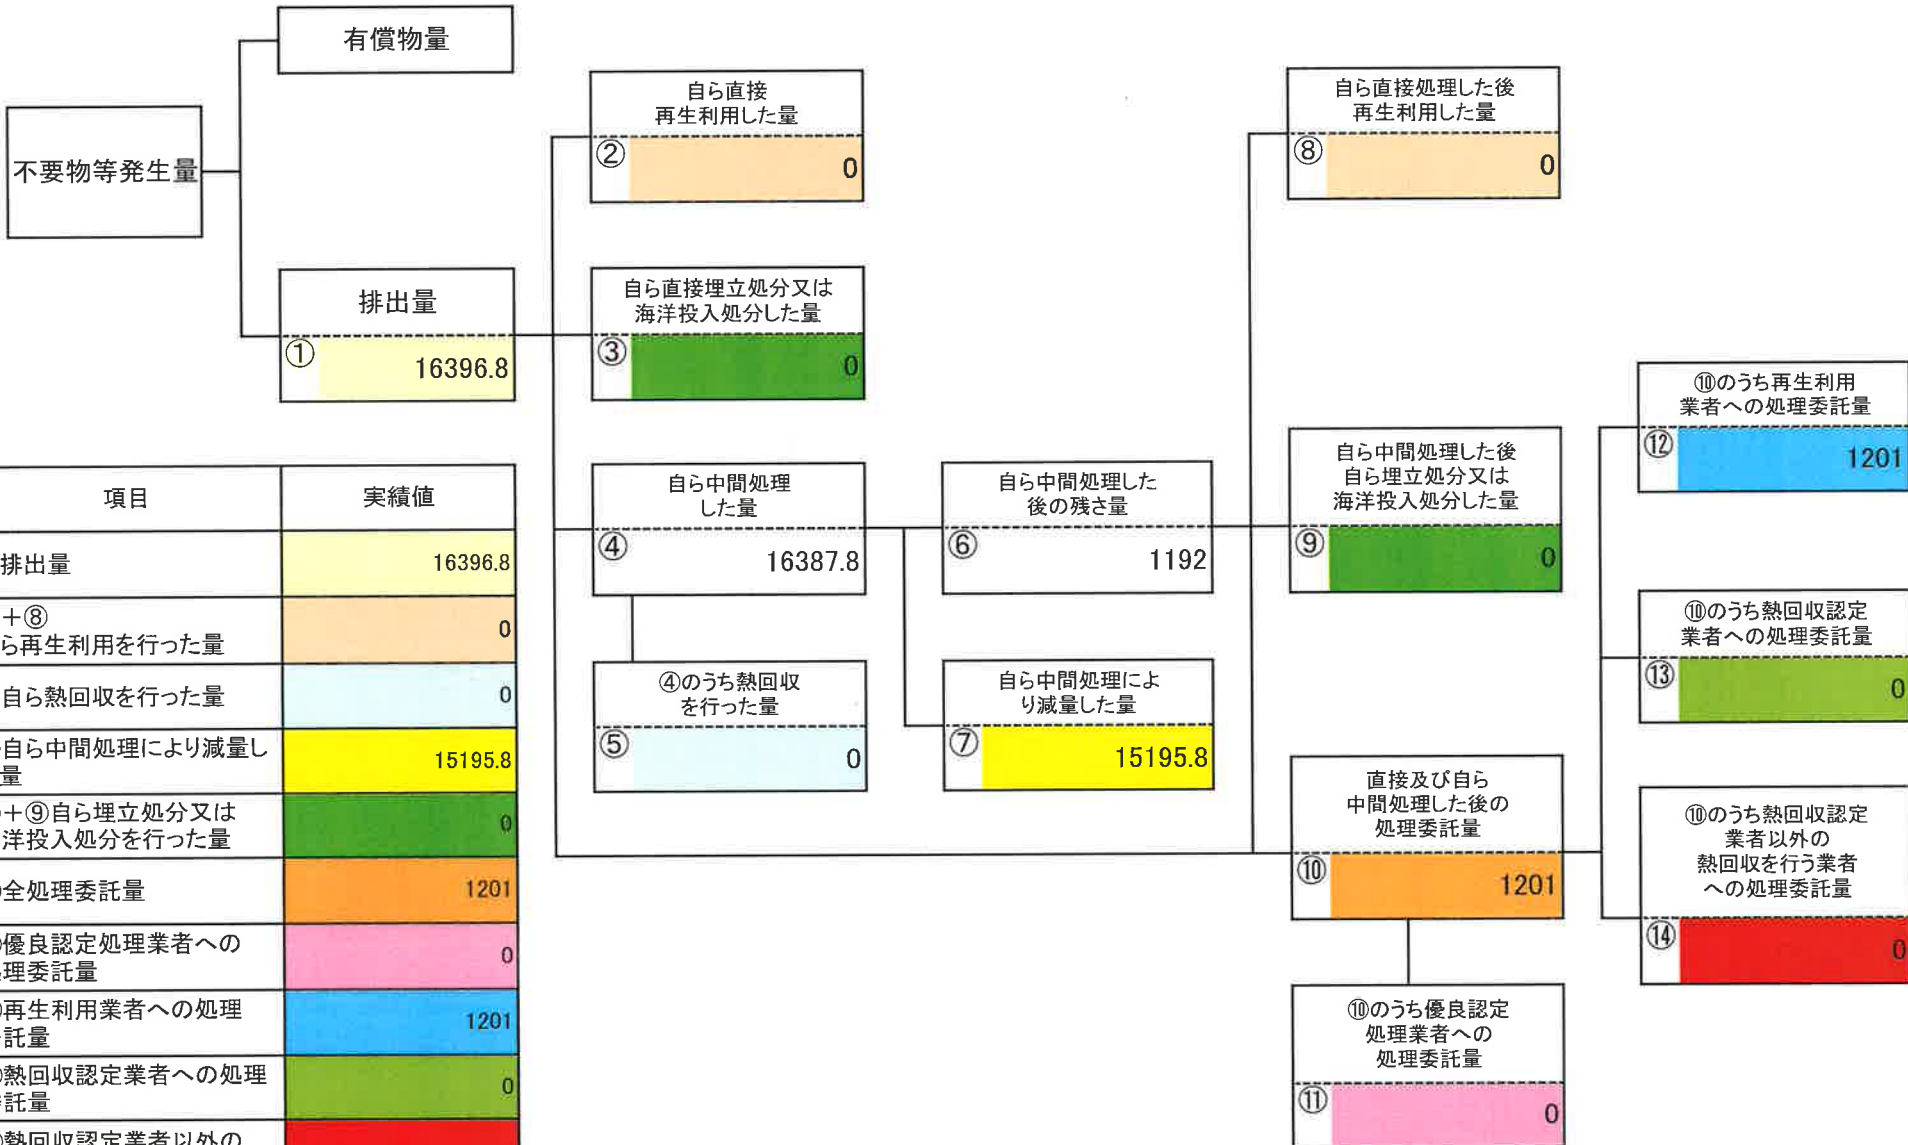 有償物量
不要物等発生量
排出量
①
16396.8
自ら直接
再生利用した量
②
0
自ら直接埋立処分又は
海洋投入処分した量
③
0
自ら中間処理
した量
④
16387.8
④のうち熱回収
を行った量
⑤
0
自ら中間処理した
後の残さ量
⑥
1192
自ら中間処理によ
り減量した量
⑦
15195.8
自ら直接処理した後
再生利用した量
⑧
0
自ら中間処理した後
自ら埋立処分又は
海洋投入処分した量
⑨
0
直接及び自ら
中間処理した後の
処理委託量
⑩
1201
⑩のうち優良認定
処理業者への
処理委託量
⑪
0
⑩のうち再生利用
業者への処理委託量
⑫
1201
⑩のうち熱回収認定
業者への処理委託量
⑬
0
⑩のうち熱回収認定
業者以外の
熱回収を行う業者
への処理委託量
⑭
0
項目 実績値
排出量 16396.8
+⑧
ら再生利用を行った量 0
自ら熱回収を行った量 0
自ら中間処理により減量し
量 15195.8
+⑨自ら埋立処分又は
洋投入処分を行った量 0
全処理委託量 1201
優良認定処理業者への
理委託量 0
再生利用業者への処理
託量 1201
熱回収認定業者への処理
託量 0
熱回収認定業者以外の